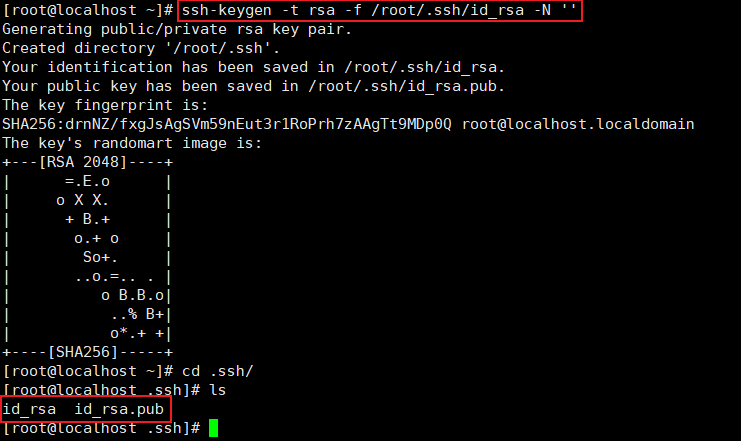 [root@localhost ~]# ssh-keygen -t rsa -f /root/.ssh/id_rsa -N ''
Generating public/private rsa key pair.
Created directory '/root/.ssh'.
Your identification has been saved in /root/.ssh/id_rsa.
Your public key has been saved in /root/.ssh/id_rsa.pub.
The key fingerprint is:
SHA256:drnNZ/fxgJsAgSVm59nEut3r1RoPrh7zAAgTt9MDp0Q root@localhost.localdomain
The key's randomart image is:
+---[RSA 2048]----+
|      =.E.o      |
|     o X X.      |
|      + B.+      |
|       o.+ o     |
|        So+.     |
|       ..o.=.. . |
|          o B.B.o|
|           ..% B+|
|           o*.+ +|
+----[SHA256]-----+
[root@localhost ~]# cd .ssh/
[root@localhost .ssh]# ls
id_rsa  id_rsa.pub
[root@localhost .ssh]#